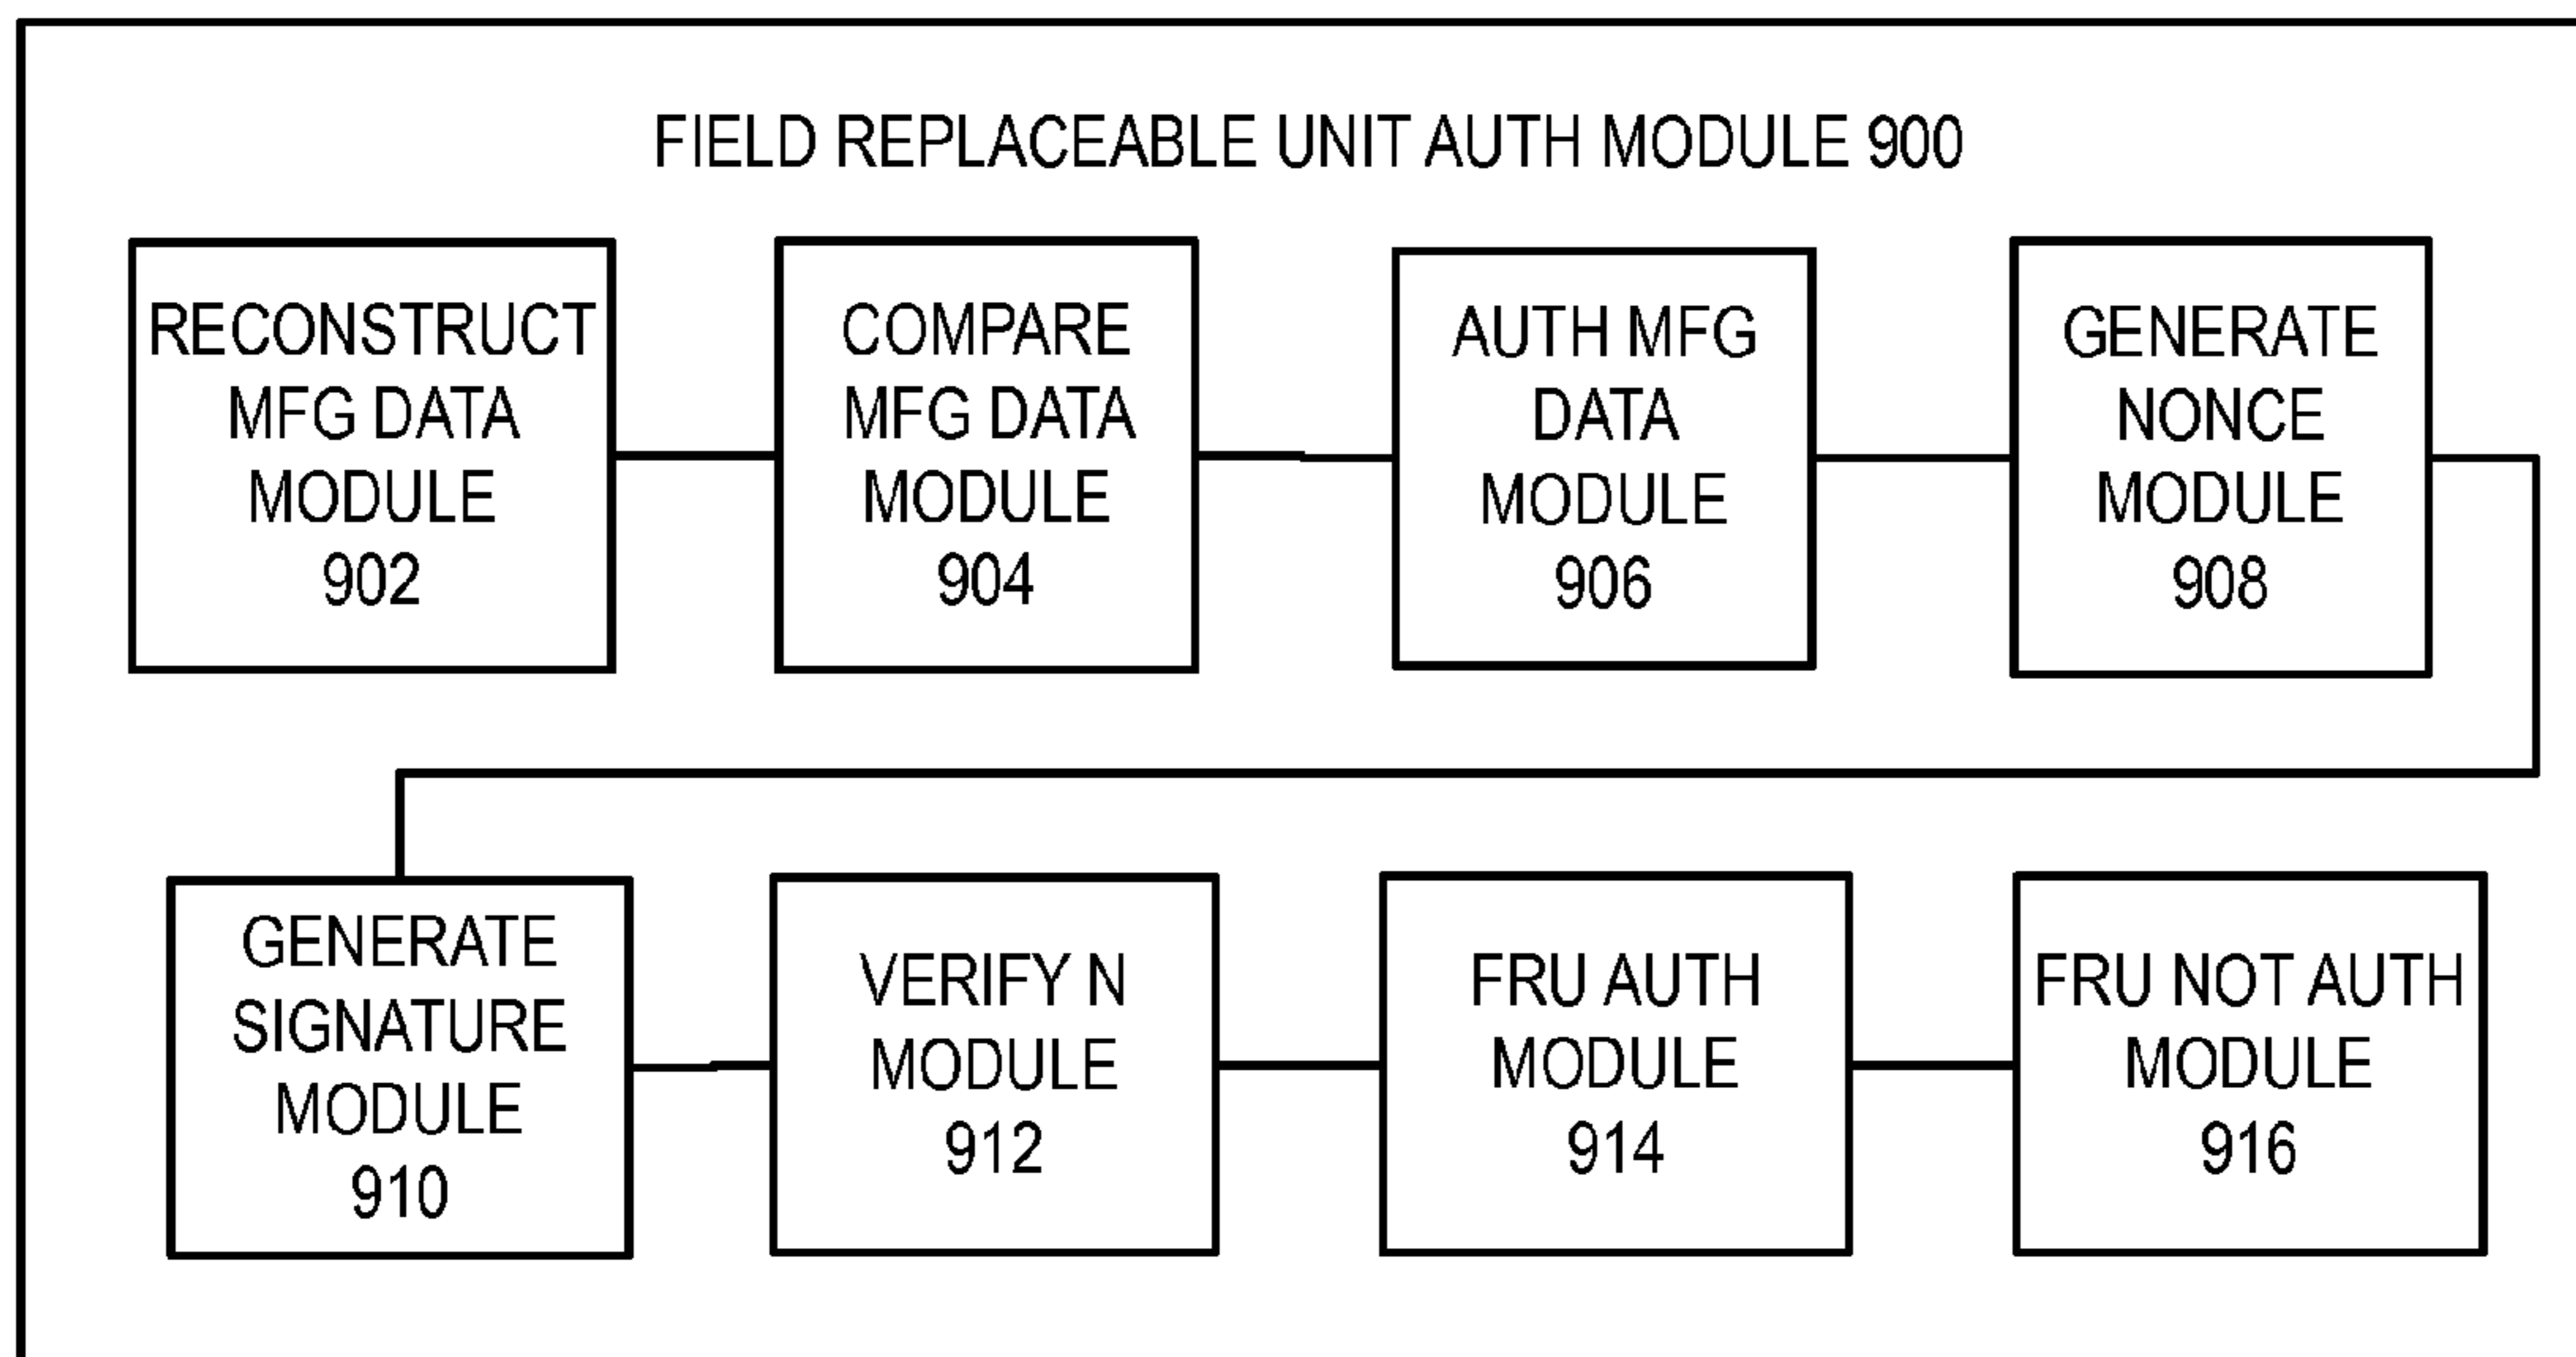 FIELD REPLACEABLE UNIT AUTH MODULE 900
RECONSTRUCT
MFG DATA
MODULE
902
COMPARE
MFG DATA
MODULE
904
AUTH MFG
DATA
MODULE
906
GENERATE
NONCE
MODULE
908
GENERATE
SIGNATURE
MODULE
910
VERIFY N
MODULE
912
FRU AUTH
MODULE
914
FRU NOT AUTH
MODULE
916